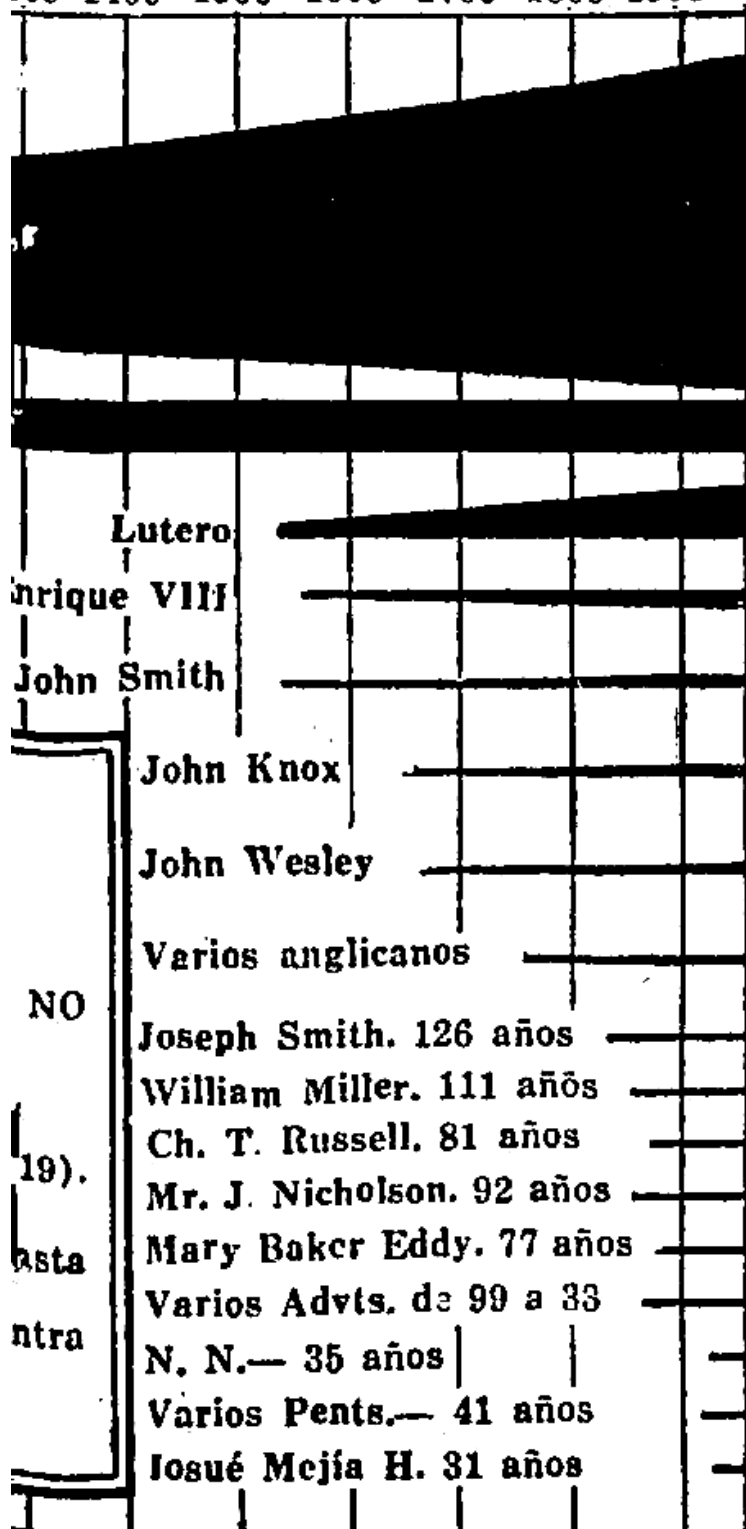 Lutero
nrique VIII
John Smith
John Knox
John Wesley
Varios anglicanos
NO
Joseph Smith. 126 años
William Miller. 111 años
Ch. T. Russell. 81 años
19).
Mr. J. Nicholson. 92 años
Mary Baker Eddy. 77 años
asta
Varios Advts. de 99 a 33
ntra
N. N.— 35 años
Varios Pents.— 41 años
Josué Mejía H. 31 años